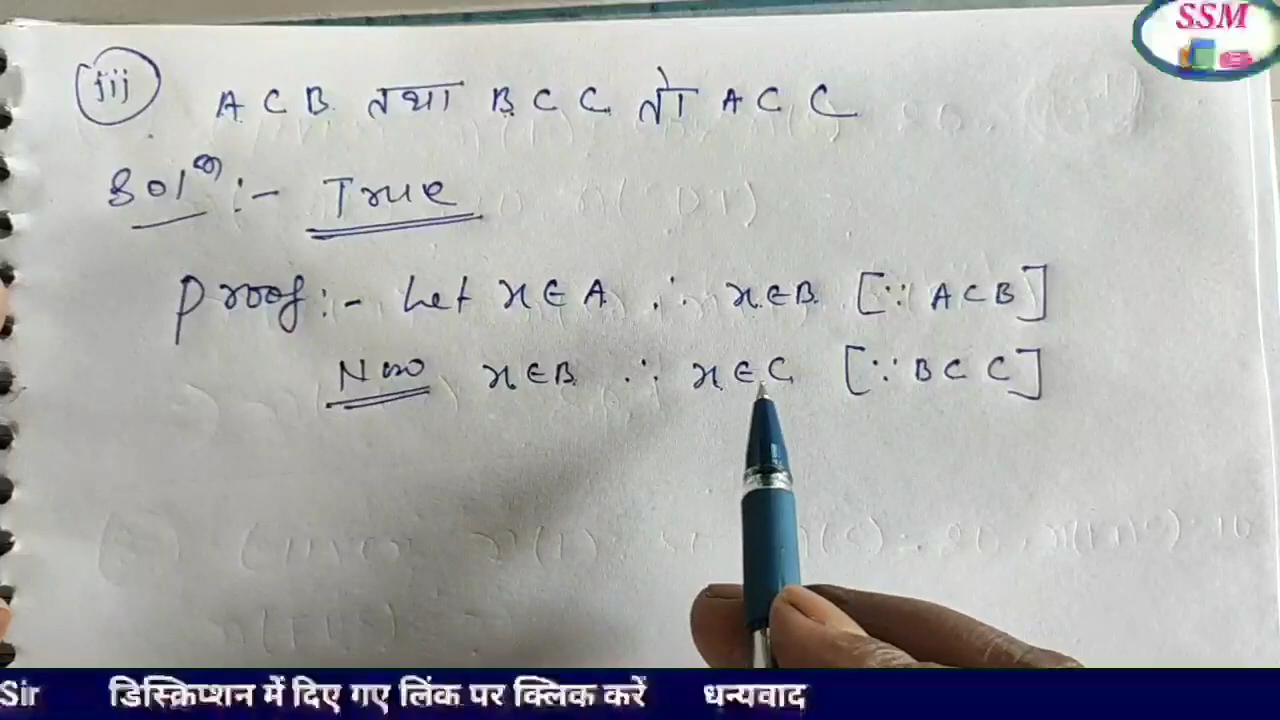 SSM
(iii) A ⊂ B तथा B ⊂ C तो A ⊂ C
Solⁿ :- True
Proof :- Let x ∈ A ∴ x ∈ B [∵ A ⊂ B]
Now x ∈ B ∴ x ∈ C [∵ B ⊂ C]
Sir डिस्क्रिप्शन में दिए गए लिंक पर क्लिक करें धन्यवाद